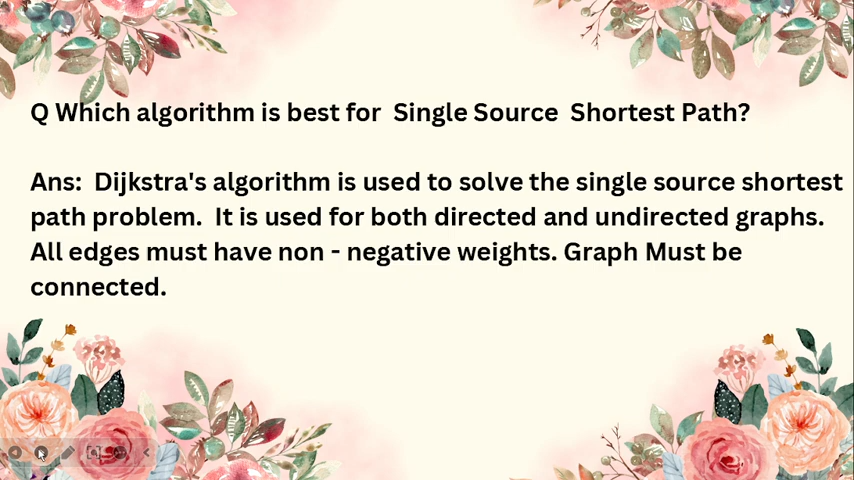 Q Which algorithm is best for  Single Source  Shortest Path?
Ans:  Dijkstra's algorithm is used to solve the single source shortest
path problem.  It is used for both directed and undirected graphs.
All edges must have non - negative weights. Graph Must be
connected.